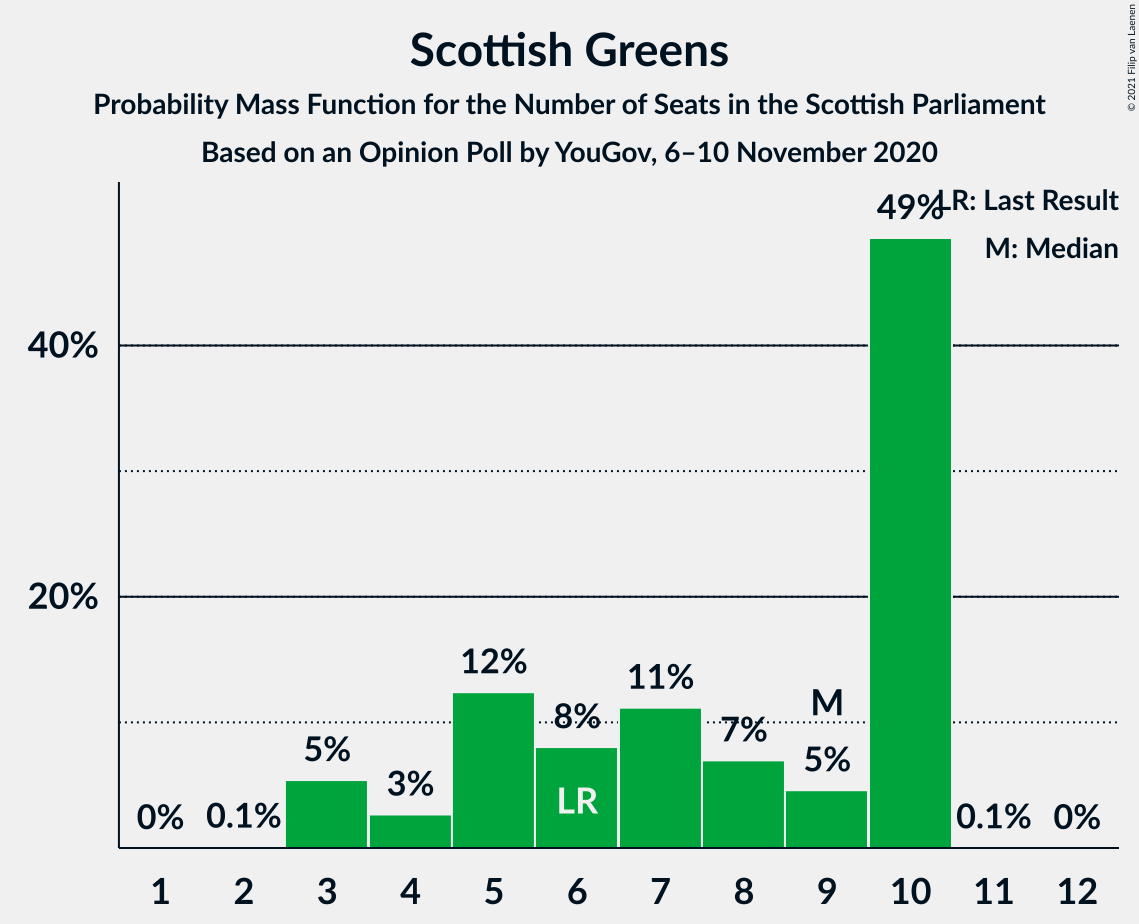 Scottish Greens
Probability Mass Function for the Number of Seats in the Scottish Parliament
Based on an Opinion Poll by YouGov, 6–10 November 2020
© 2021 Filip van Laenen
LR: Last Result
M: Median
40%
20%
0%
0.1%
5%
3%
12%
8%
LR
11%
7%
M
5%
49%
0.1%
0%
1 2 3 4 5 6 7 8 9 10 11 12